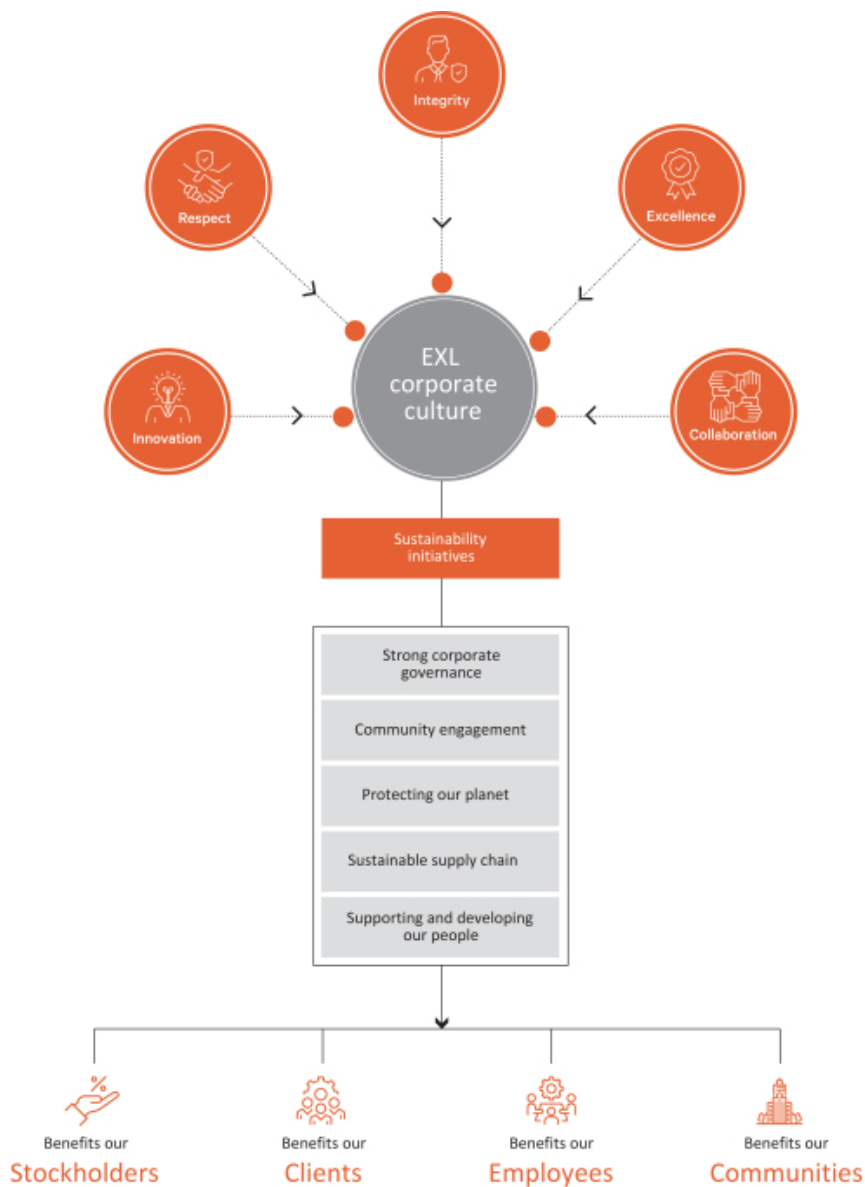 Integrity
Respect
Excellence
EXL
corporate
culture
Innovation
Collaboration
Sustainability
initiatives
Strong corporate
governance
Community engagement
Protecting our planet
Sustainable supply chain
Supporting and developing
our people
Benefits our
Stockholders
Benefits our
Clients
Benefits our
Employees
Benefits our
Communities